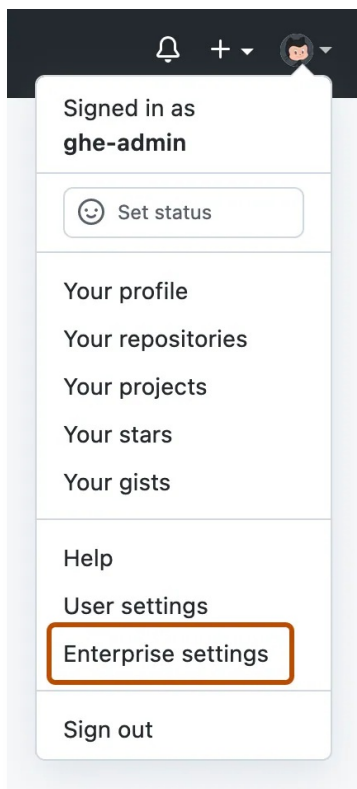 Signed in as
ghe-admin
Set status
Your profile
Your repositories
Your projects
Your stars
Your gists
Help
User settings
Enterprise settings
Sign out